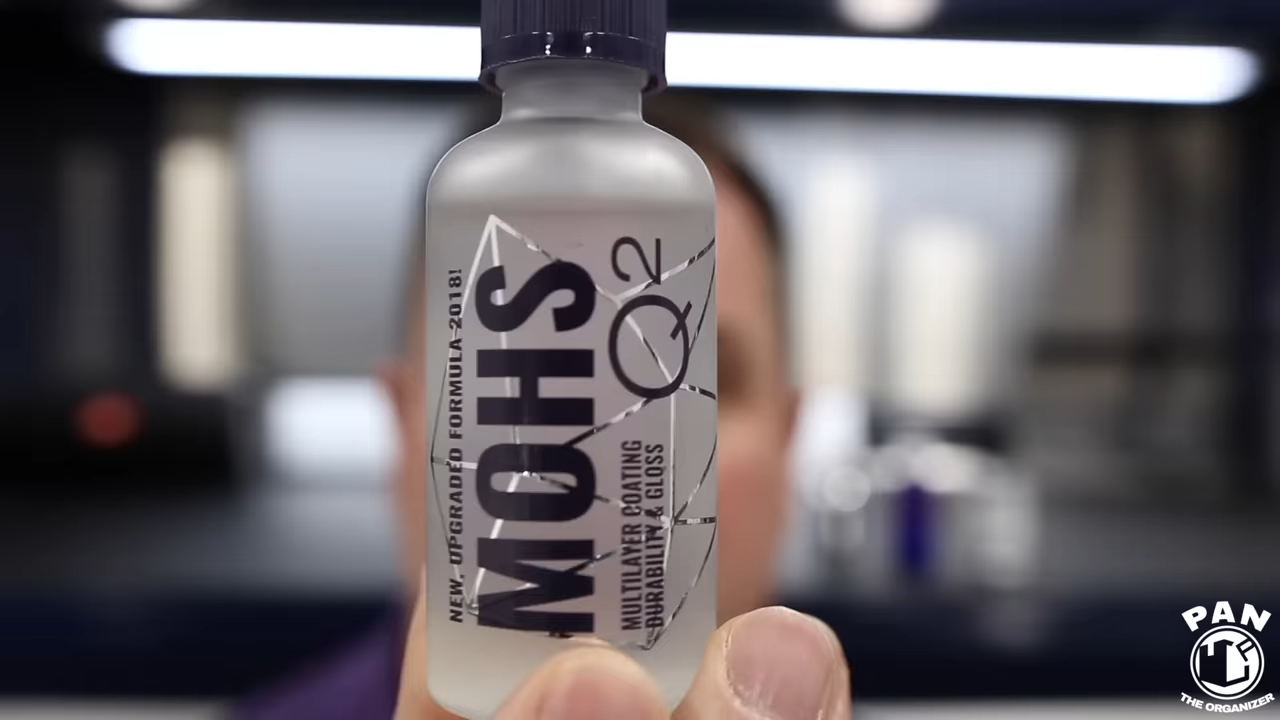 NEW, UPGRADED FORMULA 2018!
MOHS
Q2
MULTILAYER COATING
DURABILITY & GLOSS
PAN
THE ORGANIZER